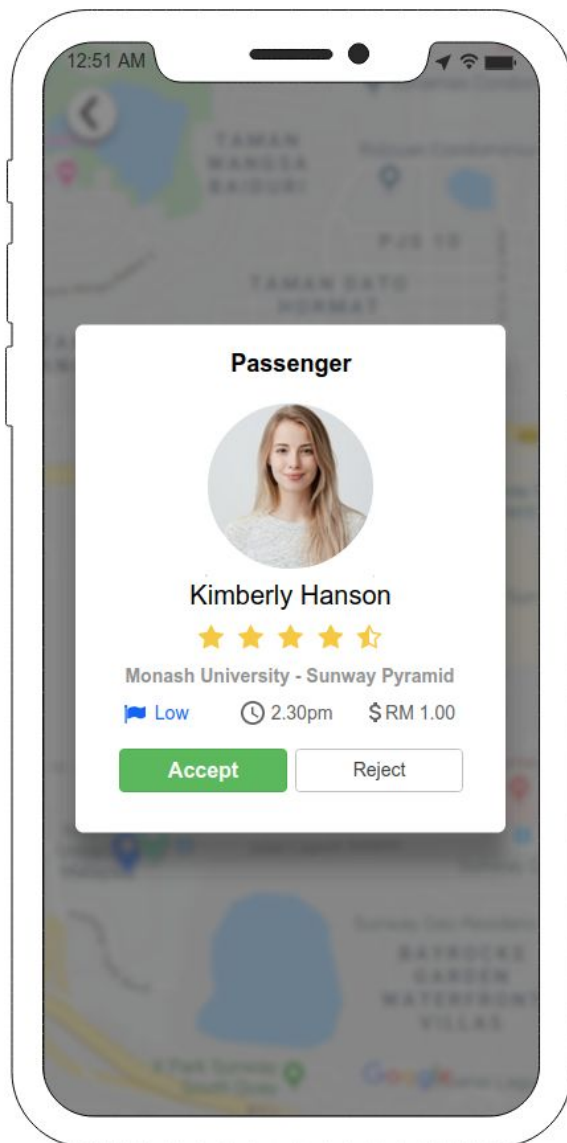 12:51 AM
TAMAN
WANGSA
BAIDURI
PJS 10
TAMAN DATO
HORMAT
Passenger
Kimberly Hanson
Monash University - Sunway Pyramid
Low 2.30pm $ RM 1.00
Accept Reject
BAYROCKS
GARDEN
WATERFRONT
VILLAS
Google